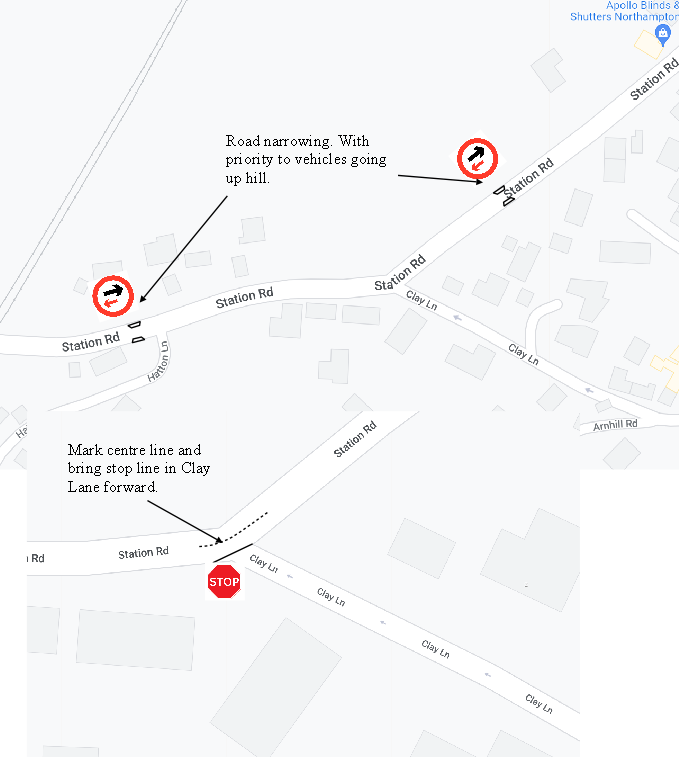 Apollo Blinds &
Shutters Northampton
Station Rd
Road narrowing. With
priority to vehicles going
up hill.
Station Rd
Station Rd
Station Rd
Clay Ln
Station Rd
Hatton Ln
Clay Ln
Ha
Arnhill Rd
Station Rd
Mark centre line and
bring stop line in Clay
Lane forward.
Rd
Station Rd
Clay Ln
STOP
Clay Ln
Clay Ln
Clay Ln